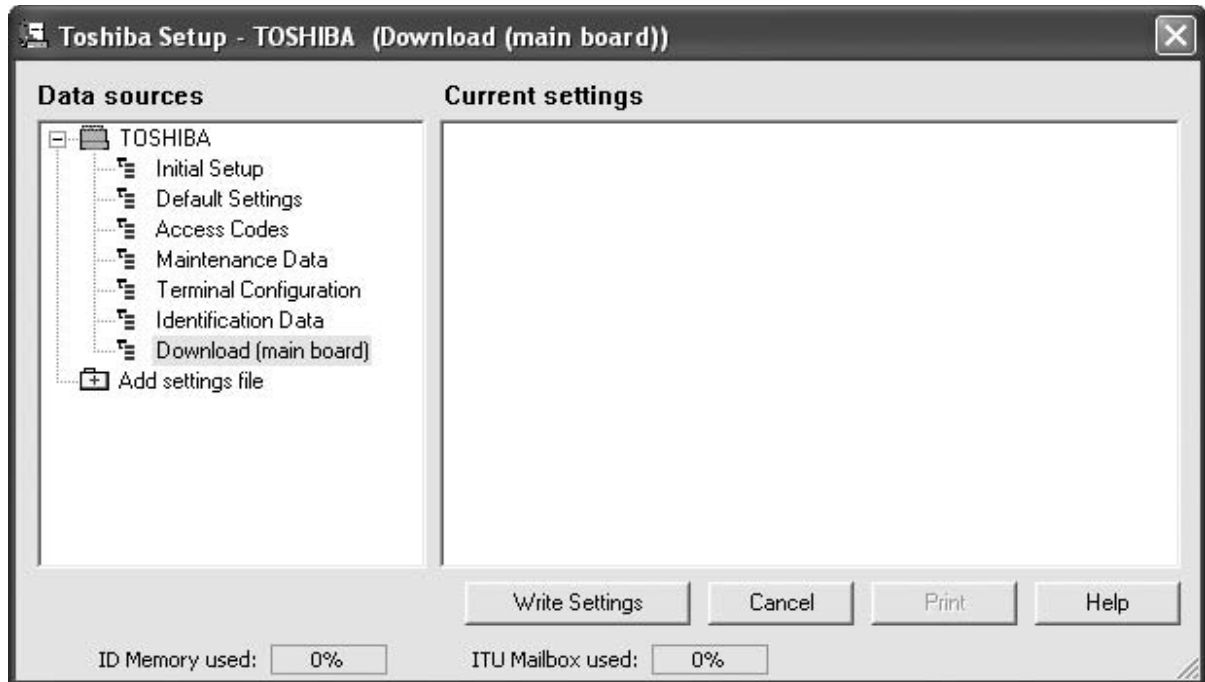 Toshiba Setup - TOSHIBA (Download (main board))
Data sources
Current settings
TOSHIBA
Initial Setup
Default Settings
Access Codes
Maintenance Data
Terminal Configuration
Identification Data
Download (main board)
Add settings file
Write Settings
Cancel
Print
Help
ID Memory used: 0%
ITU Mailbox used: 0%